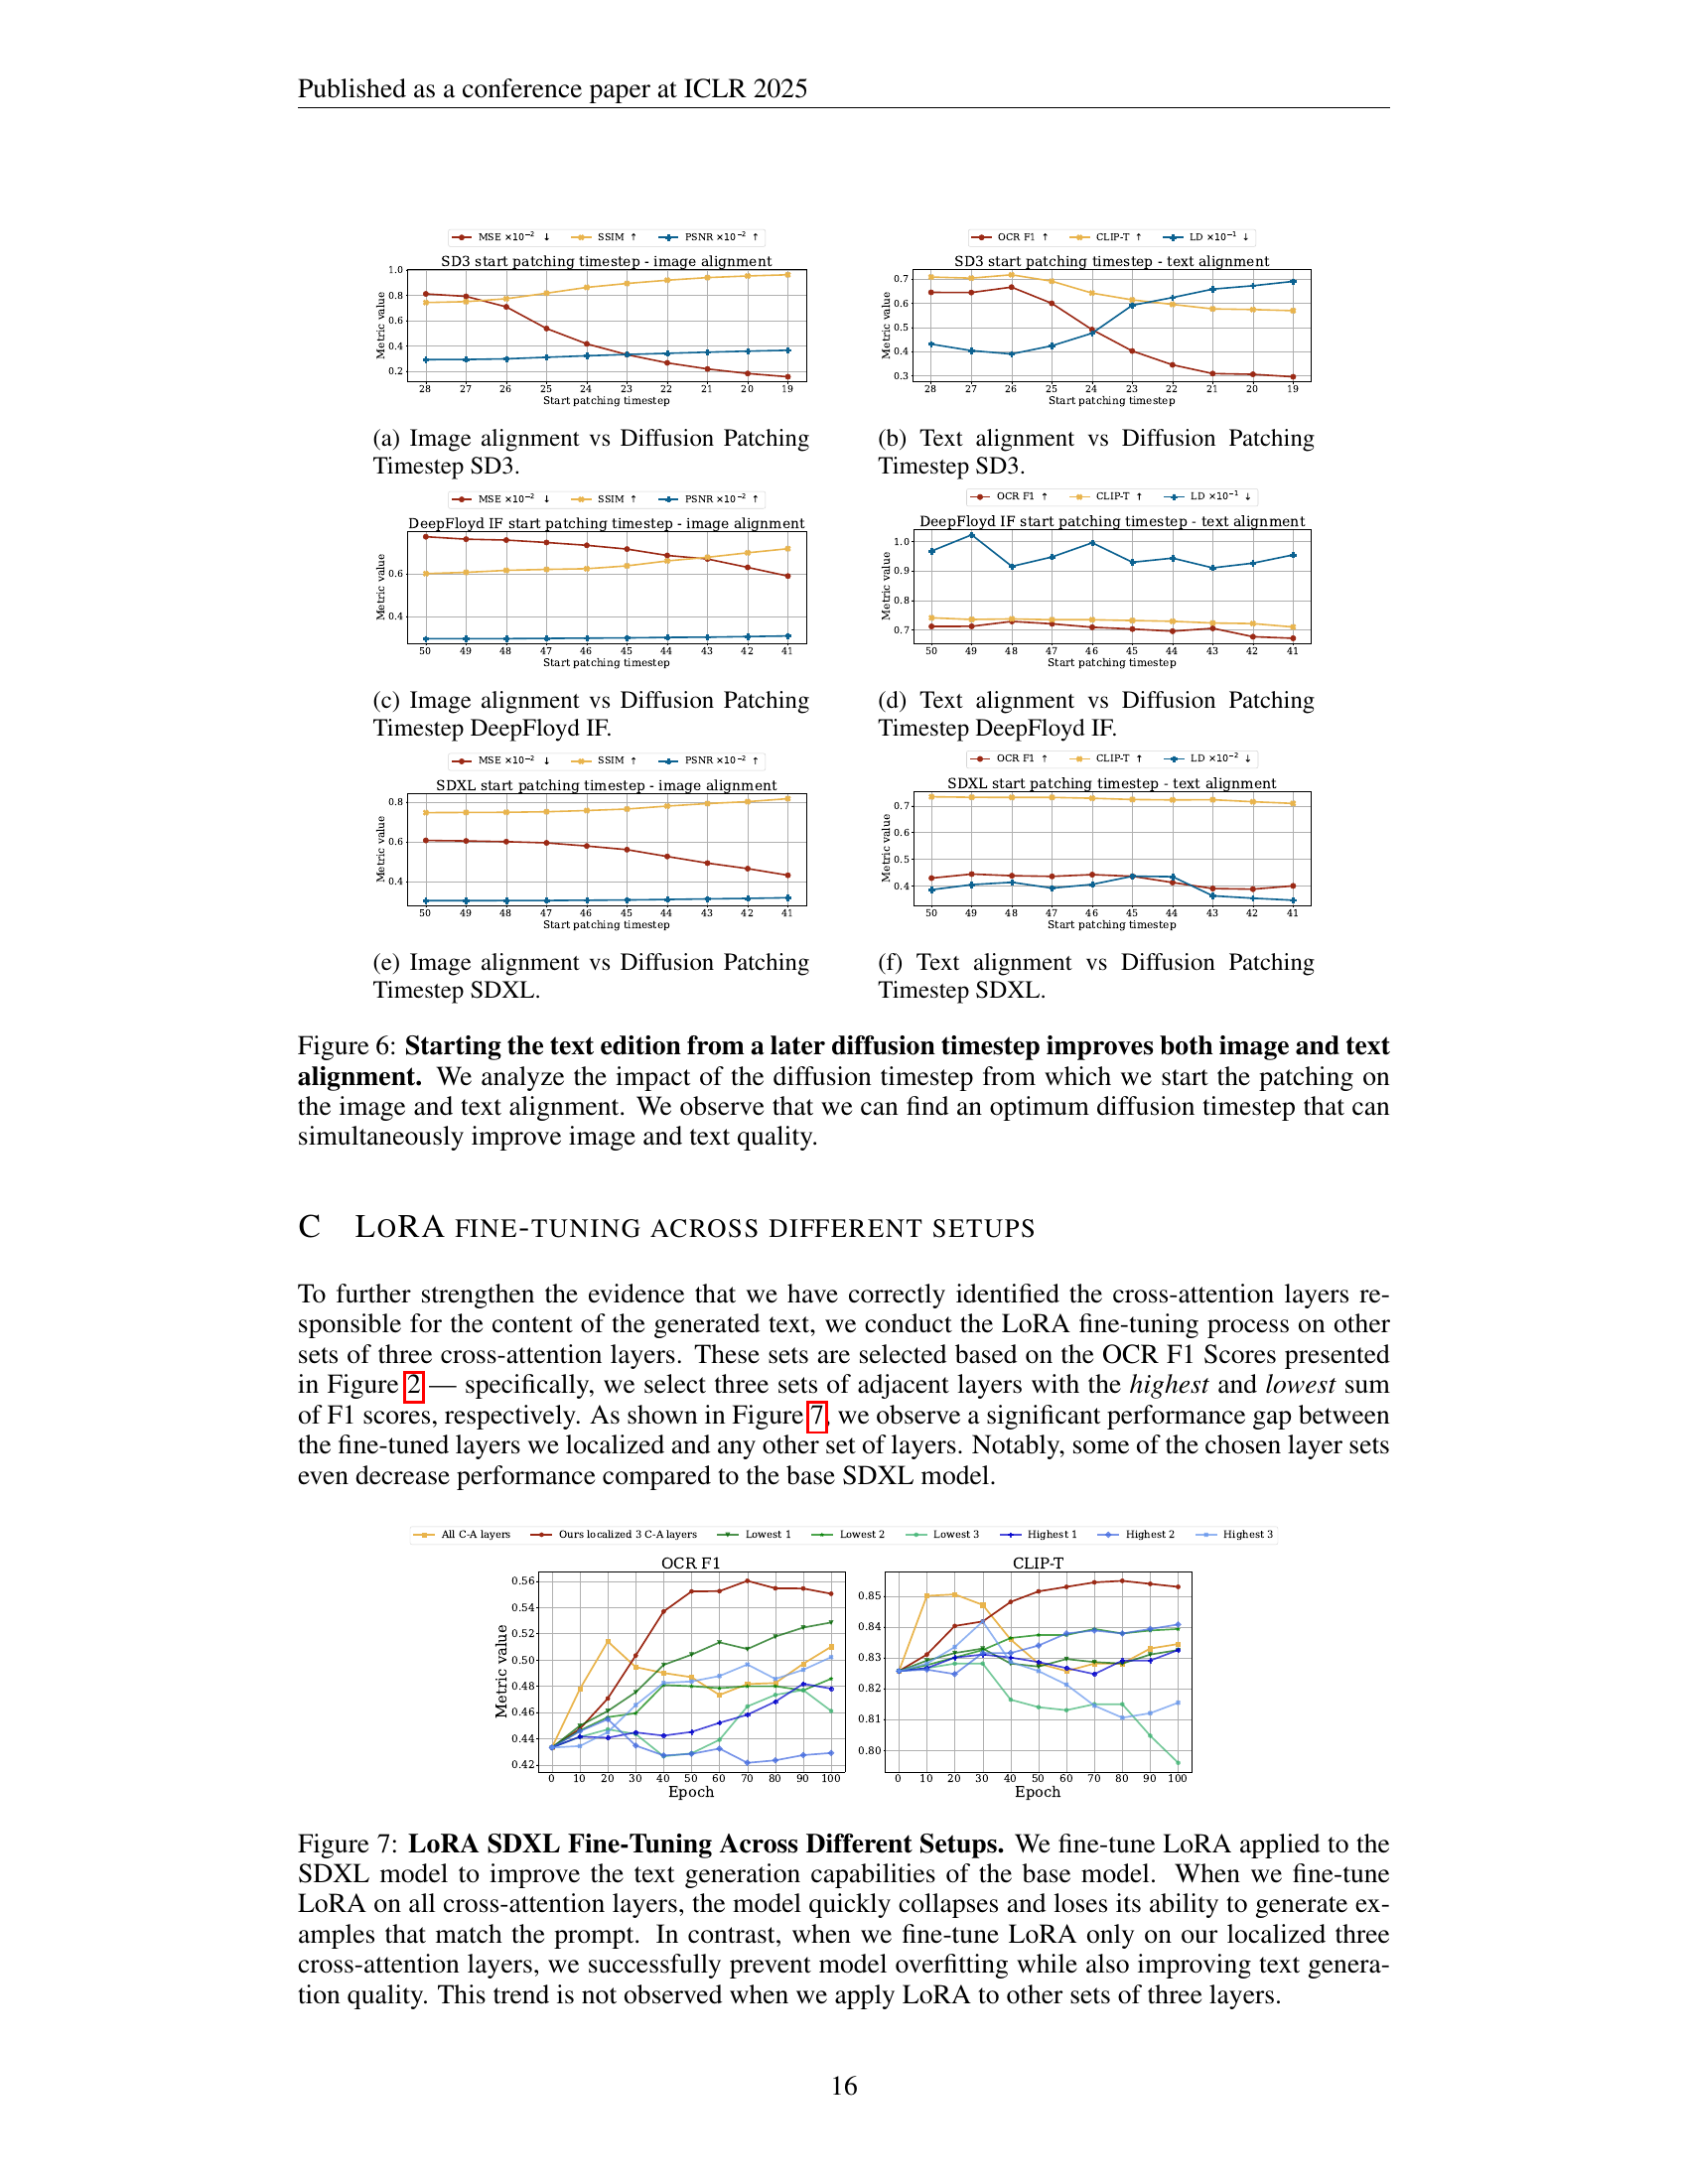 Published as a conference paper at ICLR 2025
MSE ×10⁻² ↓ SSIM ↑ PSNR ×10⁻² ↑
SD3 start patching timestep - image alignment
Metric value
1.0
0.8
0.6
0.4
0.2
28 27 26 25 24 23 22 21 20 19
Start patching timestep
(a) Image alignment vs Diffusion Patching
Timestep SD3.
OCR F1 ↑ CLIP-T ↑ LD ×10⁻¹ ↓
SD3 start patching timestep - text alignment
Metric value
0.7
0.6
0.5
0.4
0.3
28 27 26 25 24 23 22 21 20 19
Start patching timestep
(b) Text alignment vs Diffusion Patching
Timestep SD3.
MSE ×10⁻² ↓ SSIM ↑ PSNR ×10⁻² ↑
DeepFloyd IF start patching timestep - image alignment
Metric value
0.6
0.4
50 49 48 47 46 45 44 43 42 41
Start patching timestep
(c) Image alignment vs Diffusion Patching
Timestep DeepFloyd IF.
OCR F1 ↑ CLIP-T ↑ LD ×10⁻¹ ↓
DeepFloyd IF start patching timestep - text alignment
Metric value
1.0
0.9
0.8
0.7
50 49 48 47 46 45 44 43 42 41
Start patching timestep
(d) Text alignment vs Diffusion Patching
Timestep DeepFloyd IF.
MSE ×10⁻² ↓ SSIM ↑ PSNR ×10⁻² ↑
SDXL start patching timestep - image alignment
Metric value
0.8
0.6
0.4
50 49 48 47 46 45 44 43 42 41
Start patching timestep
(e) Image alignment vs Diffusion Patching
Timestep SDXL.
OCR F1 ↑ CLIP-T ↑ LD ×10⁻² ↓
SDXL start patching timestep - text alignment
Metric value
0.7
0.6
0.5
0.4
50 49 48 47 46 45 44 43 42 41
Start patching timestep
(f) Text alignment vs Diffusion Patching
Timestep SDXL.
Figure 6: Starting the text edition from a later diffusion timestep improves both image and text
alignment. We analyze the impact of the diffusion timestep from which we start the patching on
the image and text alignment. We observe that we can find an optimum diffusion timestep that can
simultaneously improve image and text quality.
C LORA FINE-TUNING ACROSS DIFFERENT SETUPS
To further strengthen the evidence that we have correctly identified the cross-attention layers re-
sponsible for the content of the generated text, we conduct the LoRA fine-tuning process on other
sets of three cross-attention layers. These sets are selected based on the OCR F1 Scores presented
in Figure 2 — specifically, we select three sets of adjacent layers with the highest and lowest sum
of F1 scores, respectively. As shown in Figure 7, we observe a significant performance gap between
the fine-tuned layers we localized and any other set of layers. Notably, some of the chosen layer sets
even decrease performance compared to the base SDXL model.
All C-A layers Ours localized 3 C-A layers Lowest 1 Lowest 2 Lowest 3 Highest 1 Highest 2 Highest 3
OCR F1
Metric value
0.56
0.54
0.52
0.50
0.48
0.46
0.44
0.42
0 10 20 30 40 50 60 70 80 90 100
Epoch
CLIP-T
0.85
0.84
0.83
0.82
0.81
0.80
0 10 20 30 40 50 60 70 80 90 100
Epoch
Figure 7: LoRA SDXL Fine-Tuning Across Different Setups. We fine-tune LoRA applied to the
SDXL model to improve the text generation capabilities of the base model. When we fine-tune
LoRA on all cross-attention layers, the model quickly collapses and loses its ability to generate ex-
amples that match the prompt. In contrast, when we fine-tune LoRA only on our localized three
cross-attention layers, we successfully prevent model overfitting while also improving text genera-
tion quality. This trend is not observed when we apply LoRA to other sets of three layers.
16